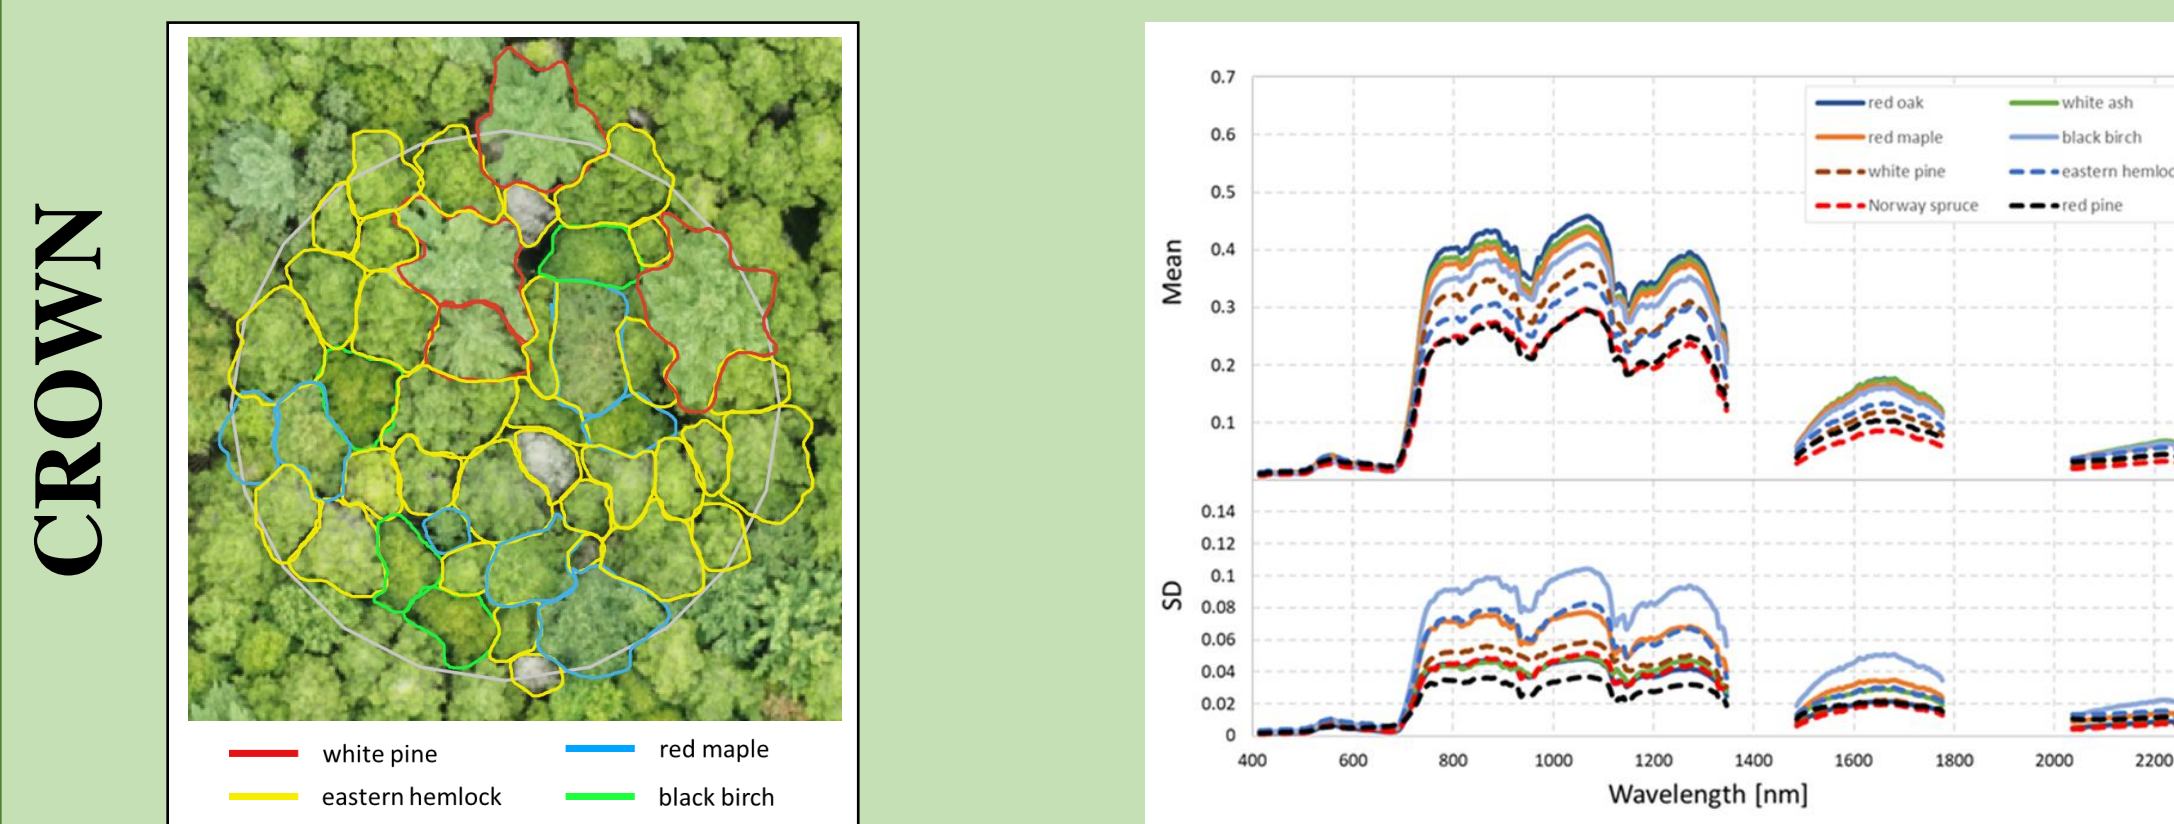 CROWN
white pine
red maple
eastern hemlock
black birch
0.7
0.6
0.5
0.4
0.3
0.2
0.1
Mean
red oak
white ash
red maple
black birch
white pine
eastern hemloc
Norway spruce
red pine
0.14
0.12
0.1
0.08
0.06
0.04
0.02
0
SD
400 600 800 1000 1200 1400 1600 1800 2000 2200
Wavelength [nm]